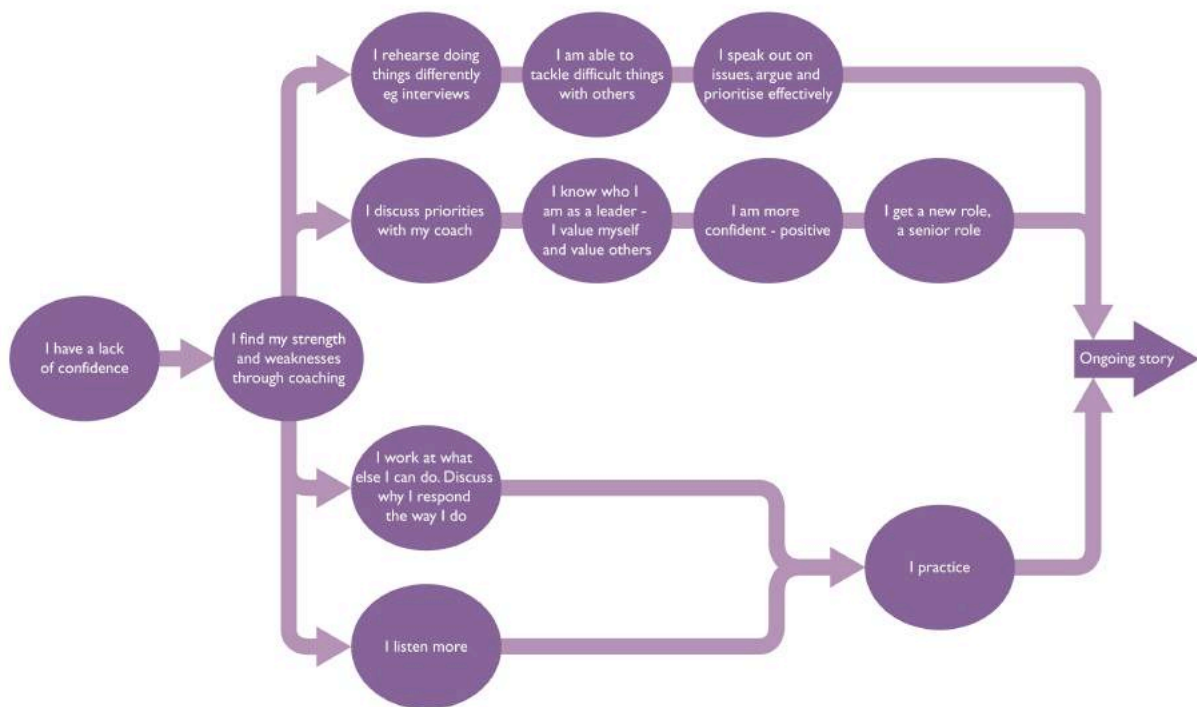 I rehearse doing
things differently
eg interviews
I am able to
tackle difficult things
with others
I speak out on
issues, argue and
prioritise effectively
I discuss priorities
with my coach
I know who I
am as a leader -
I value myself
and value others
I am more
confident - positive
I get a new role,
a senior role
I have a lack
of confidence
I find my strength
and weaknesses
through coaching
Ongoing story
I work at what
else I can do. Discuss
why I respond
the way I do
I practice
I listen more